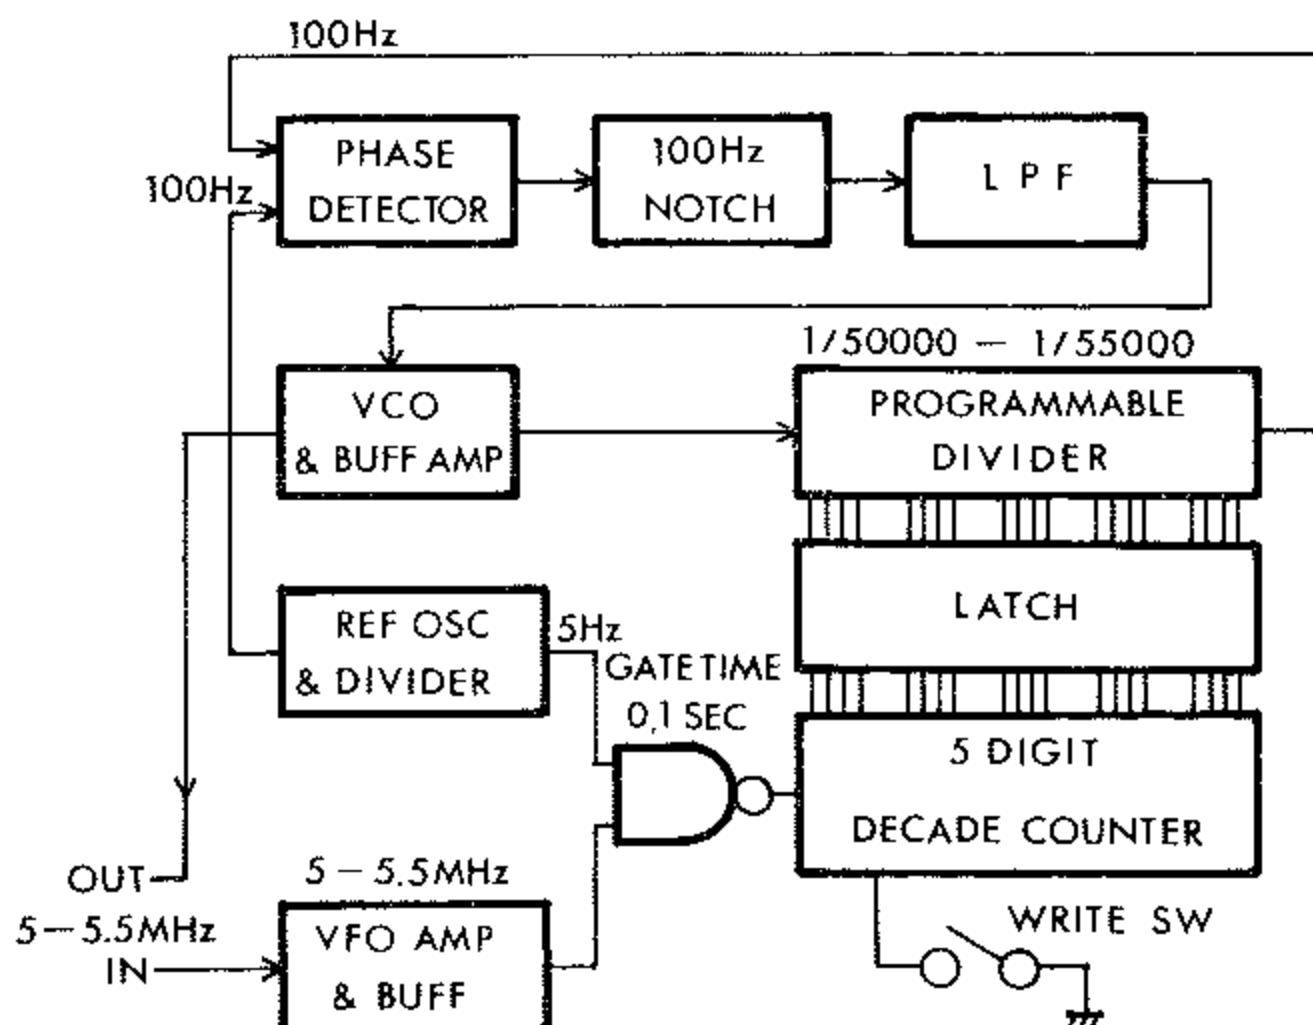 100Hz
PHASE
DETECTOR
100Hz
NOTCH
L P F
100Hz
1/50000 — 1/55000
VCO
& BUFF AMP
PROGRAMMABLE
DIVIDER
REF OSC
& DIVIDER
5Hz
GATE TIME
0,1 SEC
LATCH
5 DIGIT
DECADE COUNTER
OUT
5—5.5MHz
IN
5—5.5MHz
VFO AMP
& BUFF
WRITE SW